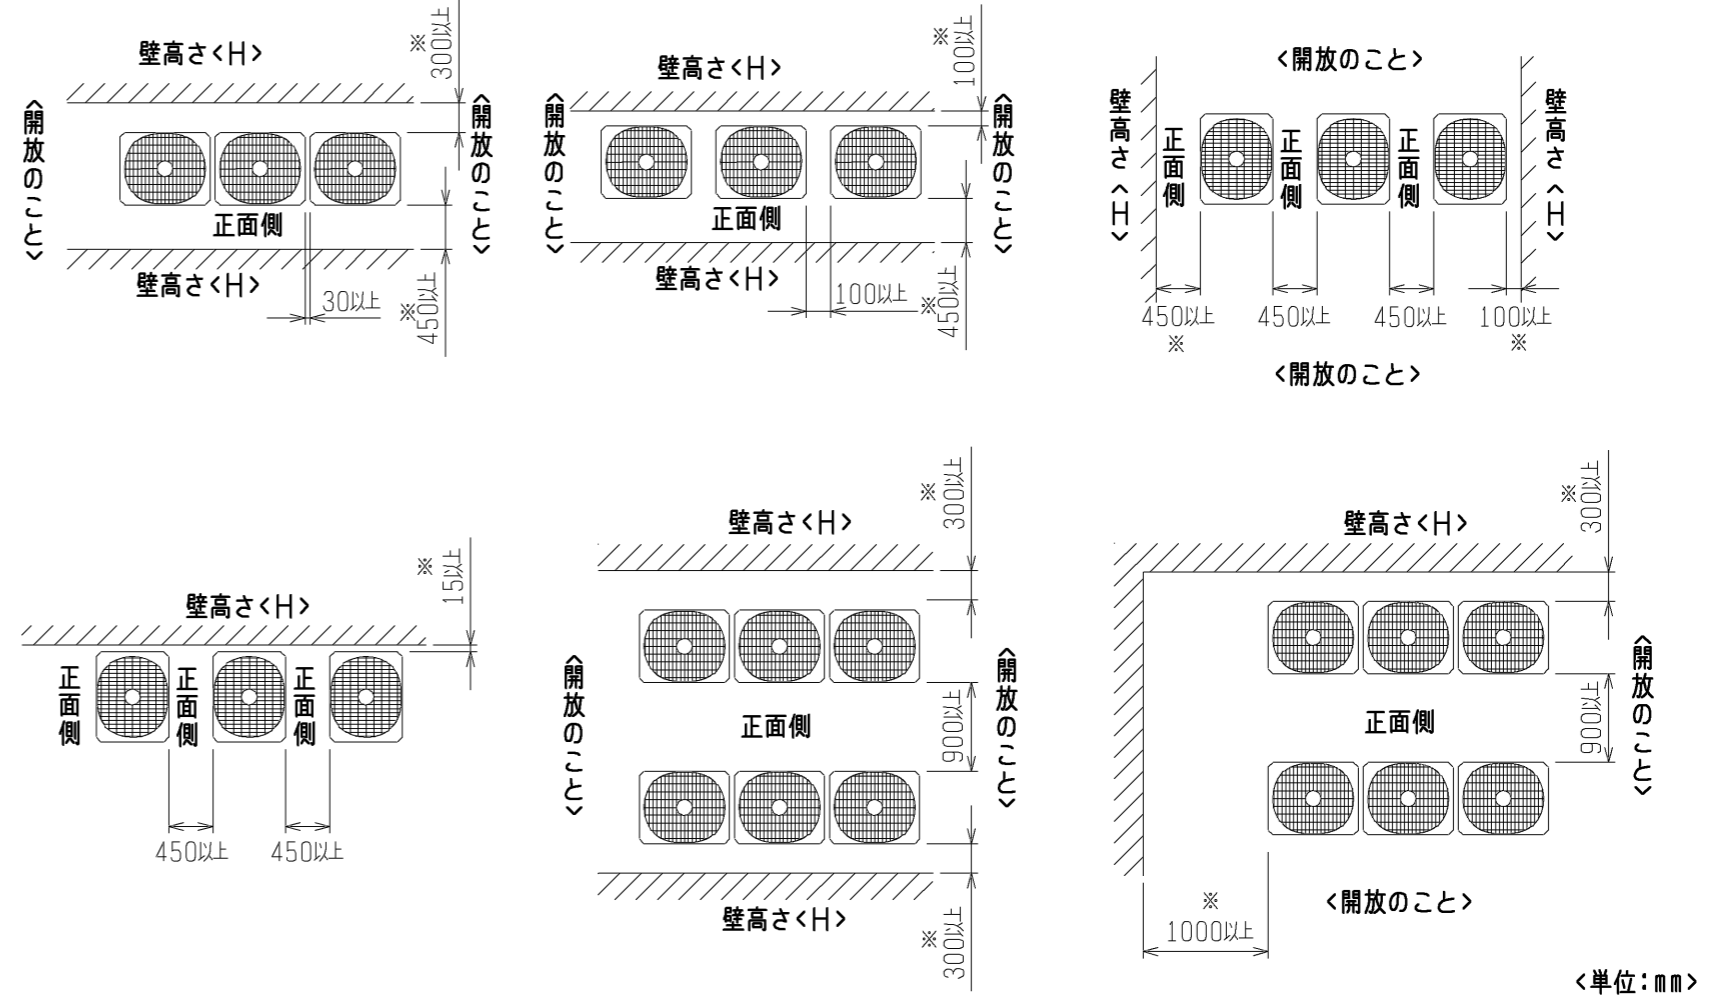 壁高さ<H>
※
300以上
<開放のこと>
<開放のこと>
正面側
壁高さ<H>
30以上
※
450以上
壁高さ<H>
※
100以上
<開放のこと>
<開放のこと>
正面側
壁高さ<H>
100以上
※
450以上
<開放のこと>
壁高さ<H>
正面側
正面側
正面側
壁高さ<H>
450以上
450以上
450以上
100以上
※
※
<開放のこと>
壁高さ<H>
※
15以上
正面側
正面側
正面側
450以上
450以上
壁高さ<H>
※
300以上
<開放のこと>
正面側
900以上
<開放のこと>
壁高さ<H>
※
300以上
壁高さ<H>
※
300以上
正面側
900以上
<開放のこと>
※
1000以上
<開放のこと>
<単位:mm>